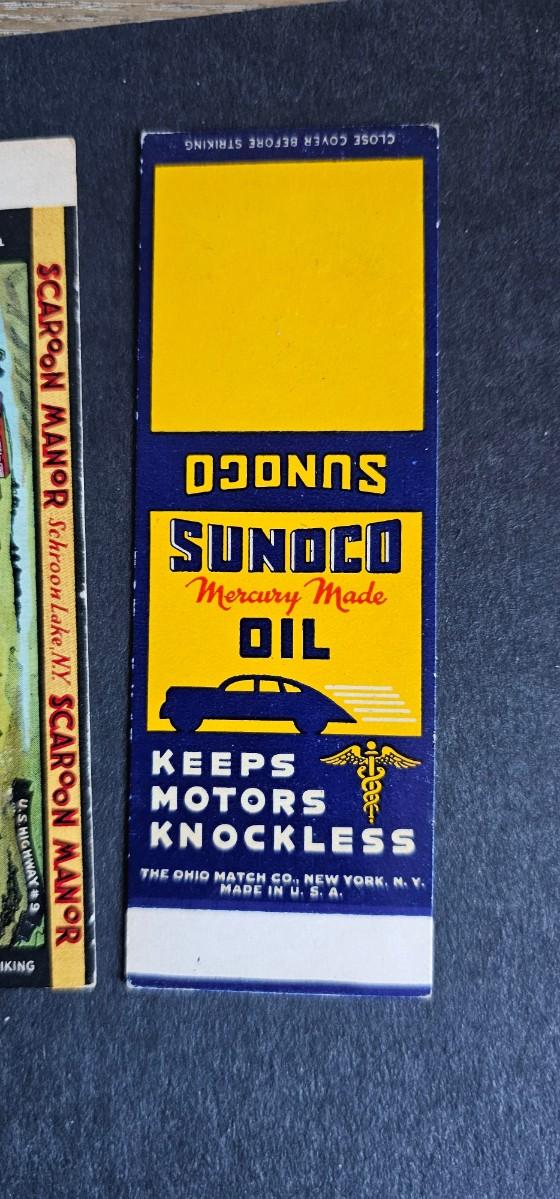 CLOSE COVER BEFORE STRIKING
SUNOCO
SUNOCO
Mercury Made
OIL
KEEPS
MOTORS
KNOCKLESS
THE OHIO MATCH CO., NEW YORK, N. Y.
MADE IN U. S. A.
SCAROON MANOR Schroon Lake, N.Y. SCAROON MANOR
U.S. HIGHWAY # 9
IKING